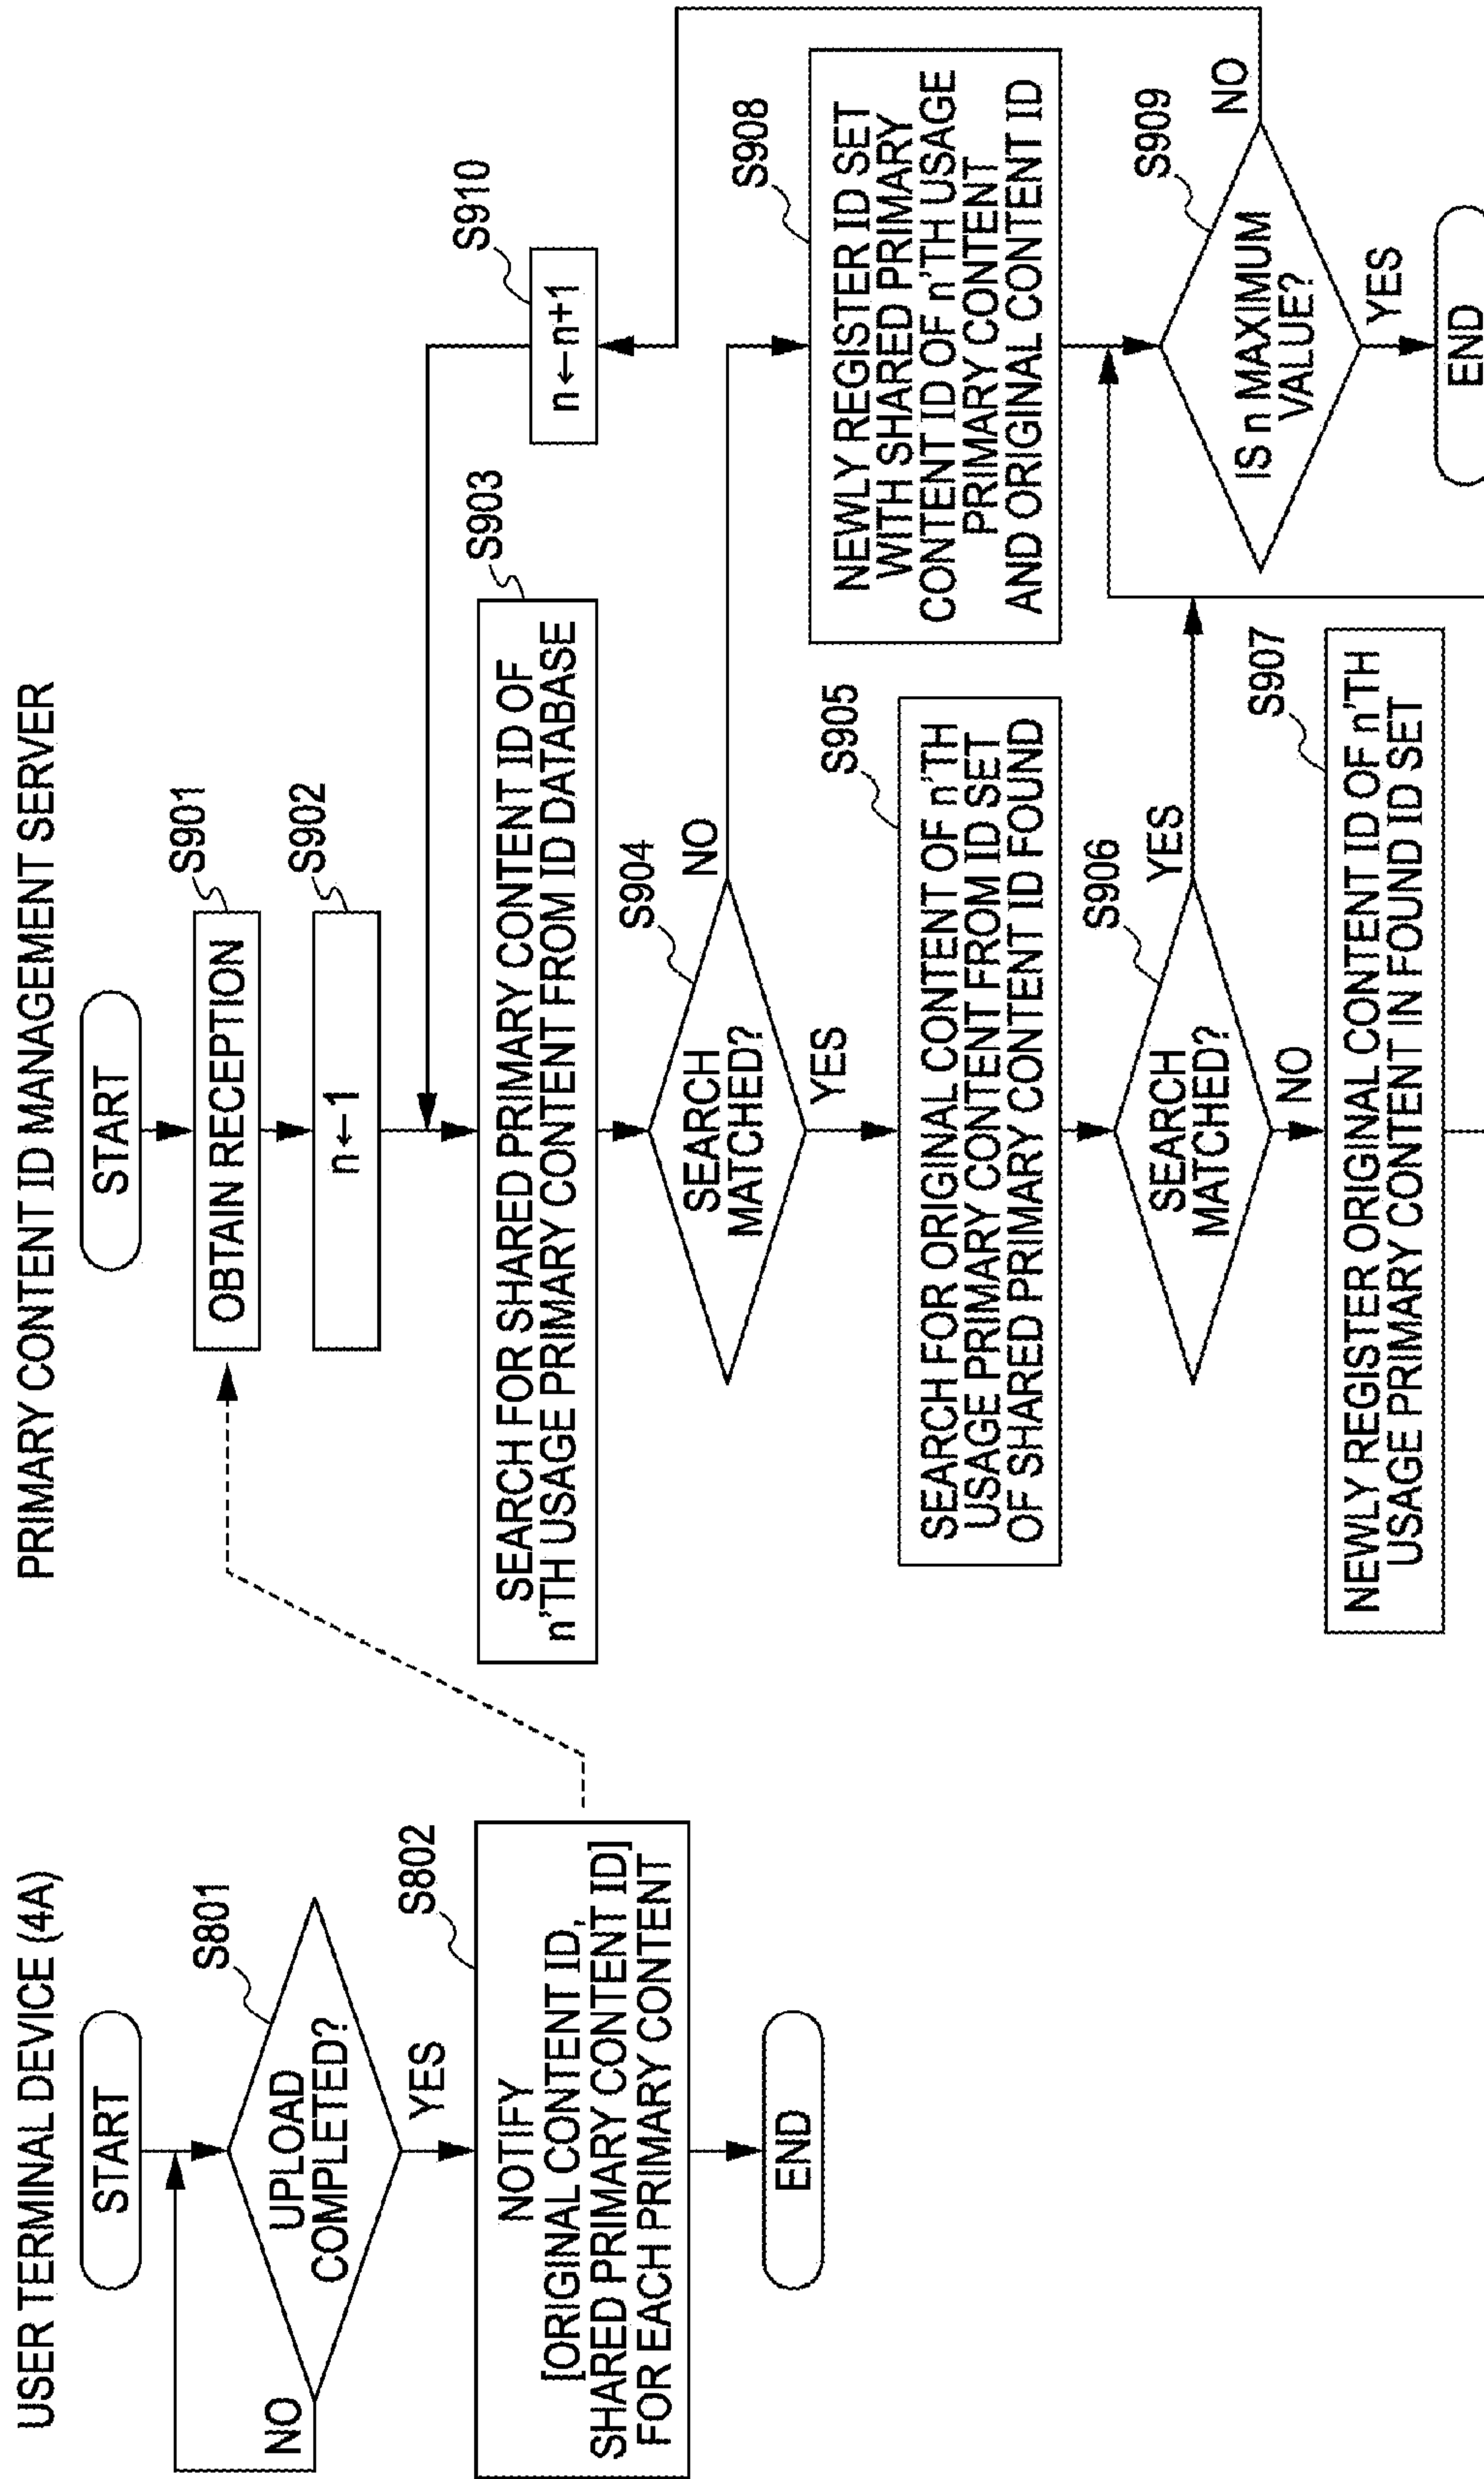 USER TERMINAL DEVICE (4A)
START
S801
UPLOAD
COMPLETED?
NO
YES
S802
NOTIFY
[ORIGINAL CONTENT ID,
SHARED PRIMARY CONTENT ID]
FOR EACH PRIMARY CONTENT
END
PRIMARY CONTENT ID MANAGEMENT SERVER
START
S901
OBTAIN RECEPTION
S902
n←1
S903
SEARCH FOR SHARED PRIMARY CONTENT ID OF
n'TH USAGE PRIMARY CONTENT FROM ID DATABASE
S904
SEARCH
MATCHED?
NO
YES
S905
SEARCH FOR ORIGINAL CONTENT OF n'TH
USAGE PRIMARY CONTENT FROM ID SET
OF SHARED PRIMARY CONTENT ID FOUND
S906
SEARCH
MATCHED?
YES
NO
S907
NEWLY REGISTER ORIGINAL CONTENT ID OF n'TH
USAGE PRIMARY CONTENT IN FOUND ID SET
S910
n←n+1
S908
NEWLY REGISTER ID SET
WITH SHARED PRIMARY
CONTENT ID OF n'TH USAGE
PRIMARY CONTENT
AND ORIGINAL CONTENT ID
S909
IS n MAXIMUM
VALUE?
NO
YES
END